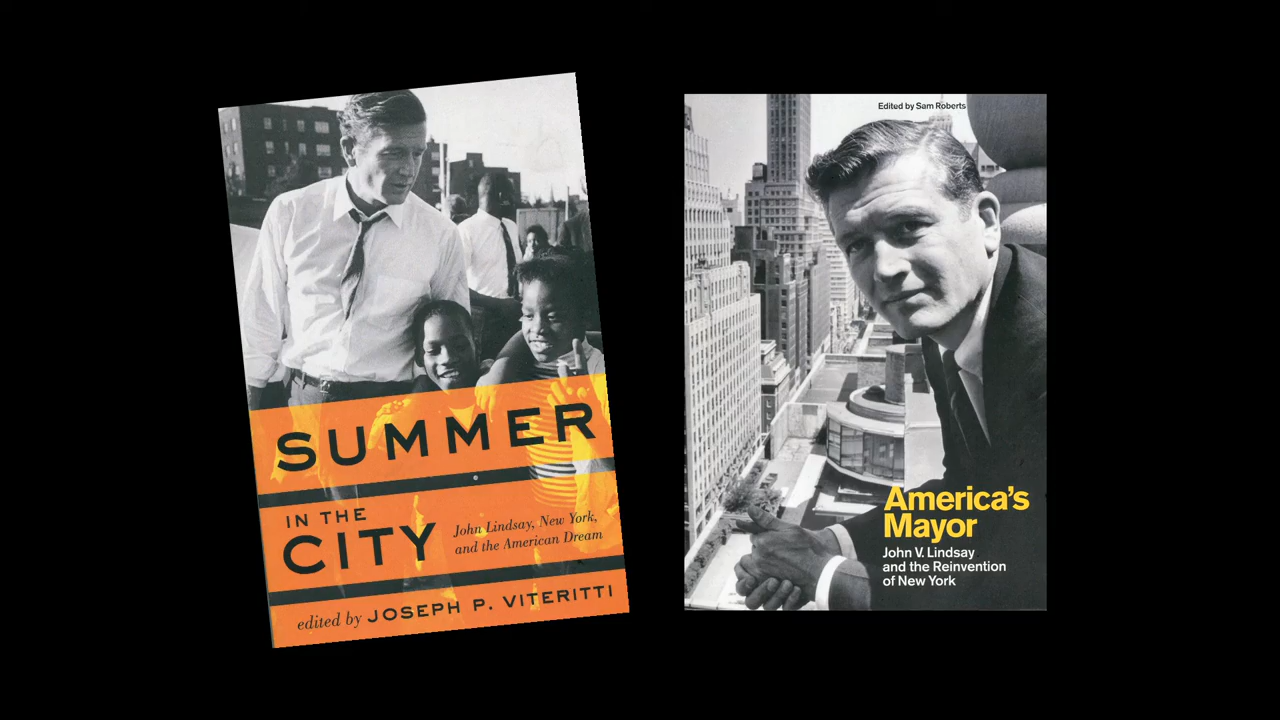 SUMMER
IN THE
CITY
John Lindsay, New York,
and the American Dream
edited by JOSEPH P. VITERITTI
Edited by Sam Roberts
America's
Mayor
John V. Lindsay
and the Reinvention
of New York